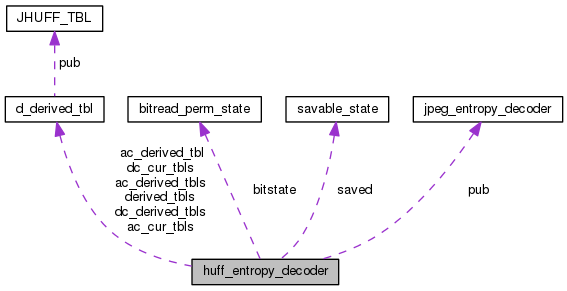 JHUFF_TBL
pub
d_derived_tbl
bitread_perm_state
savable_state
jpeg_entropy_decoder
ac_derived_tbl
dc_cur_tbls
ac_derived_tbls
derived_tbls
dc_derived_tbls
ac_cur_tbls
bitstate
saved
pub
huff_entropy_decoder